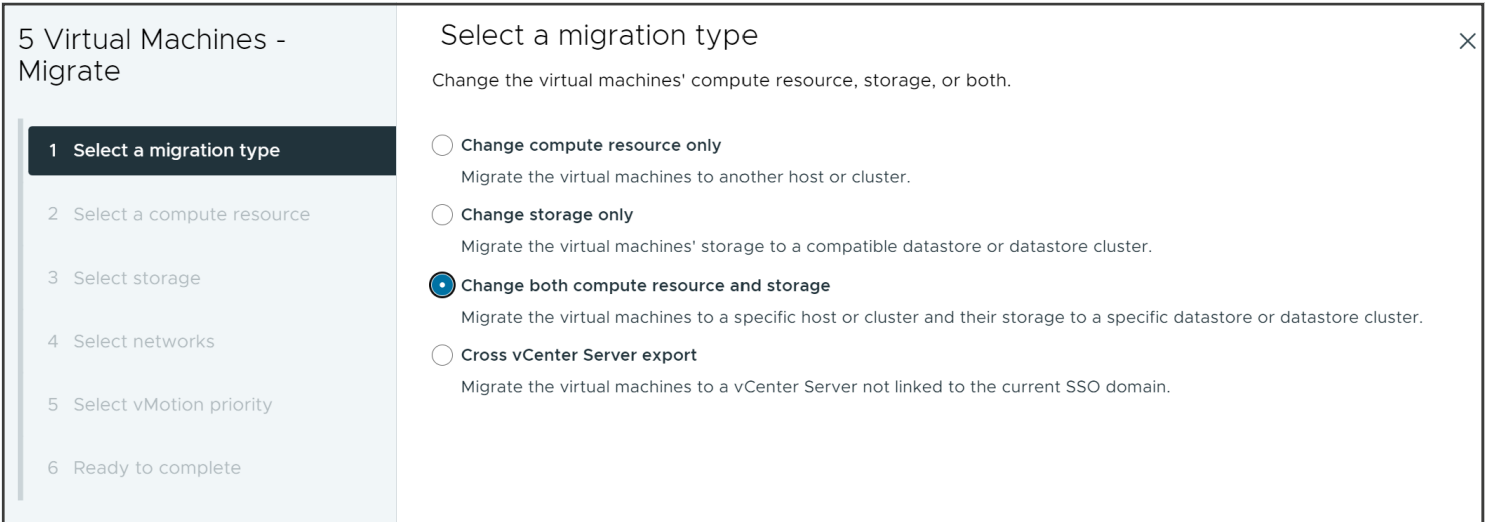 5 Virtual Machines -
Migrate
1 Select a migration type
2 Select a compute resource
3 Select storage
4 Select networks
5 Select vMotion priority
6 Ready to complete
Select a migration type
Change the virtual machines' compute resource, storage, or both.
Change compute resource only
Migrate the virtual machines to another host or cluster.
Change storage only
Migrate the virtual machines' storage to a compatible datastore or datastore cluster.
Change both compute resource and storage
Migrate the virtual machines to a specific host or cluster and their storage to a specific datastore or datastore cluster.
Cross vCenter Server export
Migrate the virtual machines to a vCenter Server not linked to the current SSO domain.